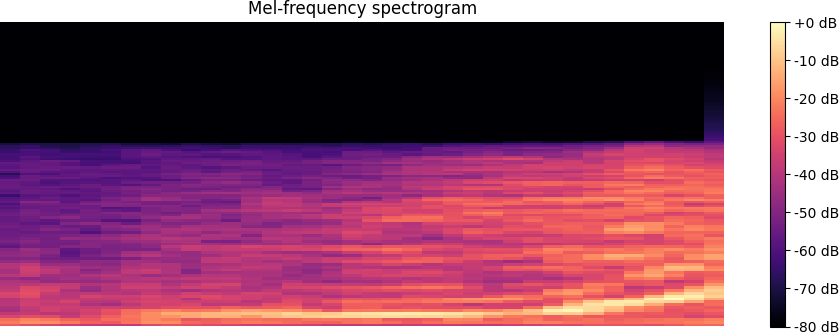 Mel-frequency spectrogram
+0 dB
-10 dB
-20 dB
-30 dB
-40 dB
-50 dB
-60 dB
-70 dB
-80 dB